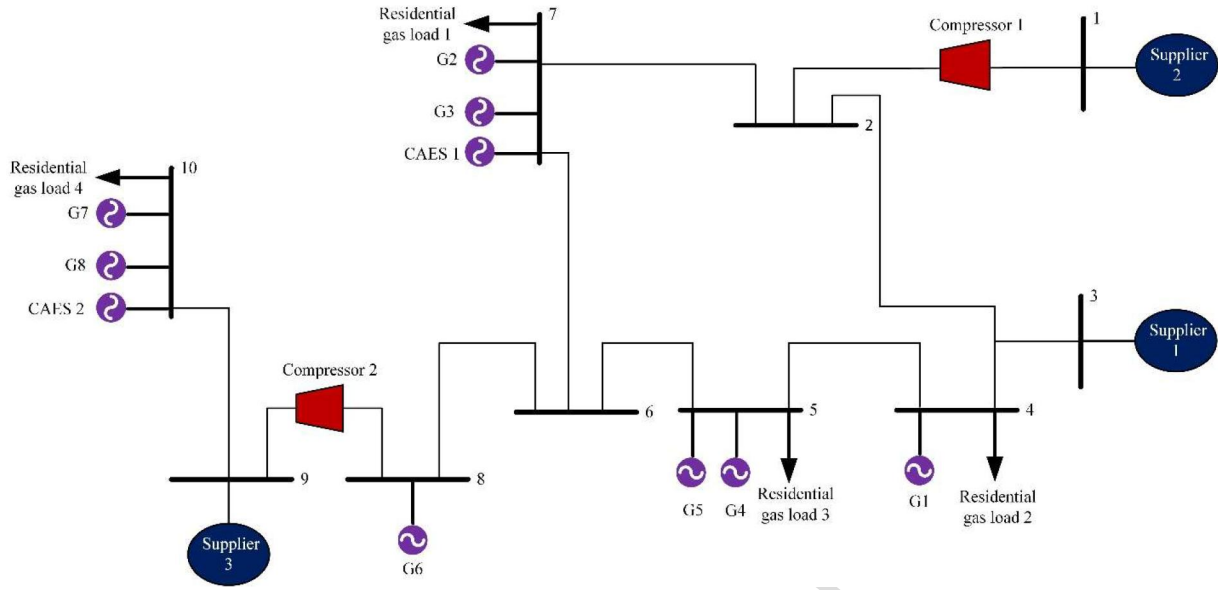 Residential
gas load 1
7
G2
G3
CAES 1
Compressor 1
1
Supplier
2
2
Residential
gas load 4
10
G7
G8
CAES 2
3
Supplier
1
Compressor 2
6
5
4
G5
G4
Residential
gas load 3
G1
Residential
gas load 2
9
8
Supplier
3
G6